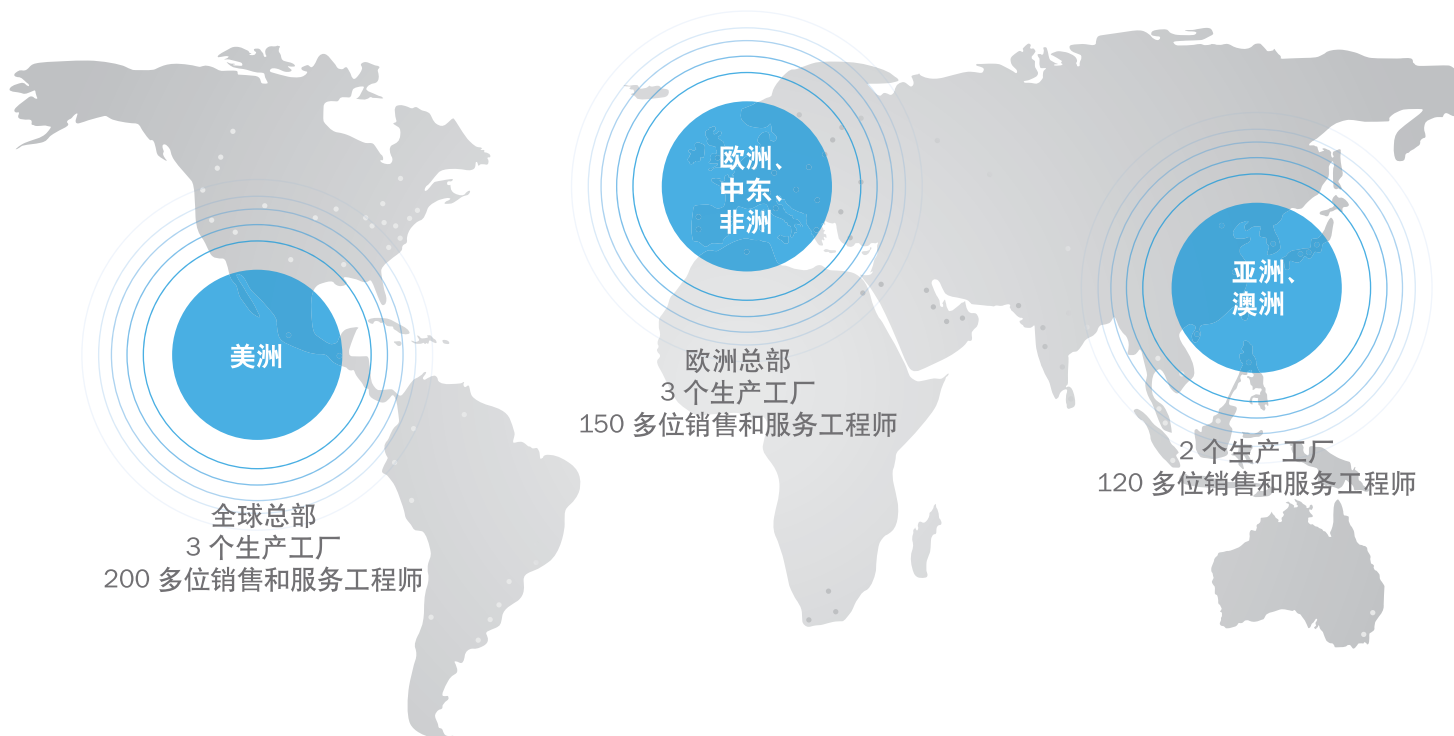 美洲
全球总部
3 个生产工厂
200 多位销售和服务工程师
欧洲、
中东、
非洲
欧洲总部
3 个生产工厂
150 多位销售和服务工程师
亚洲、
澳洲
2 个生产工厂
120 多位销售和服务工程师